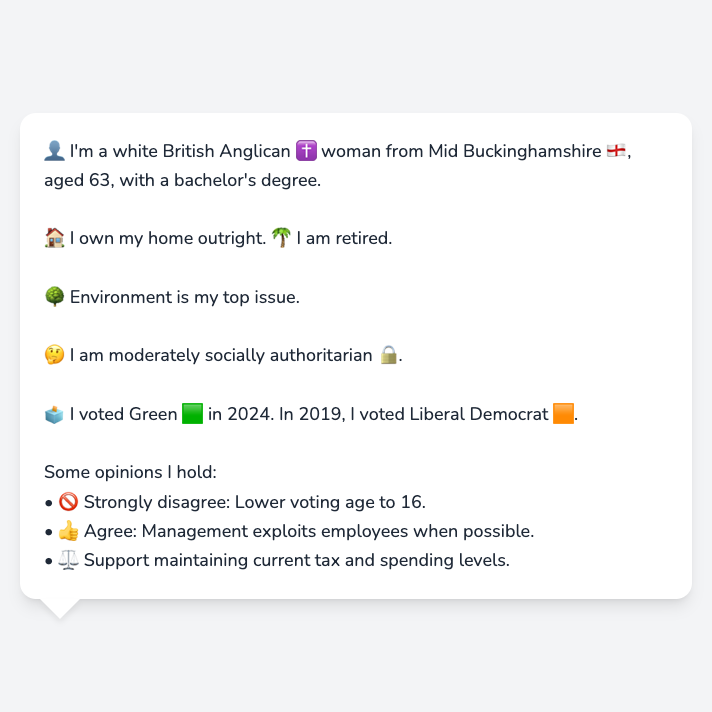 👤 I'm a white British Anglican ✝️ woman from Mid Buckinghamshire 🏴󠁧󠁢󠁥󠁮󠁧󠁿,
aged 63, with a bachelor's degree.
🏠 I own my home outright. 🌴 I am retired.
🌳 Environment is my top issue.
🤔 I am moderately socially authoritarian 🔒.
🗳️ I voted Green 🟩 in 2024. In 2019, I voted Liberal Democrat 🟧.
Some opinions I hold:
• 🚫 Strongly disagree: Lower voting age to 16.
• 👍 Agree: Management exploits employees when possible.
• ⚖️ Support maintaining current tax and spending levels.